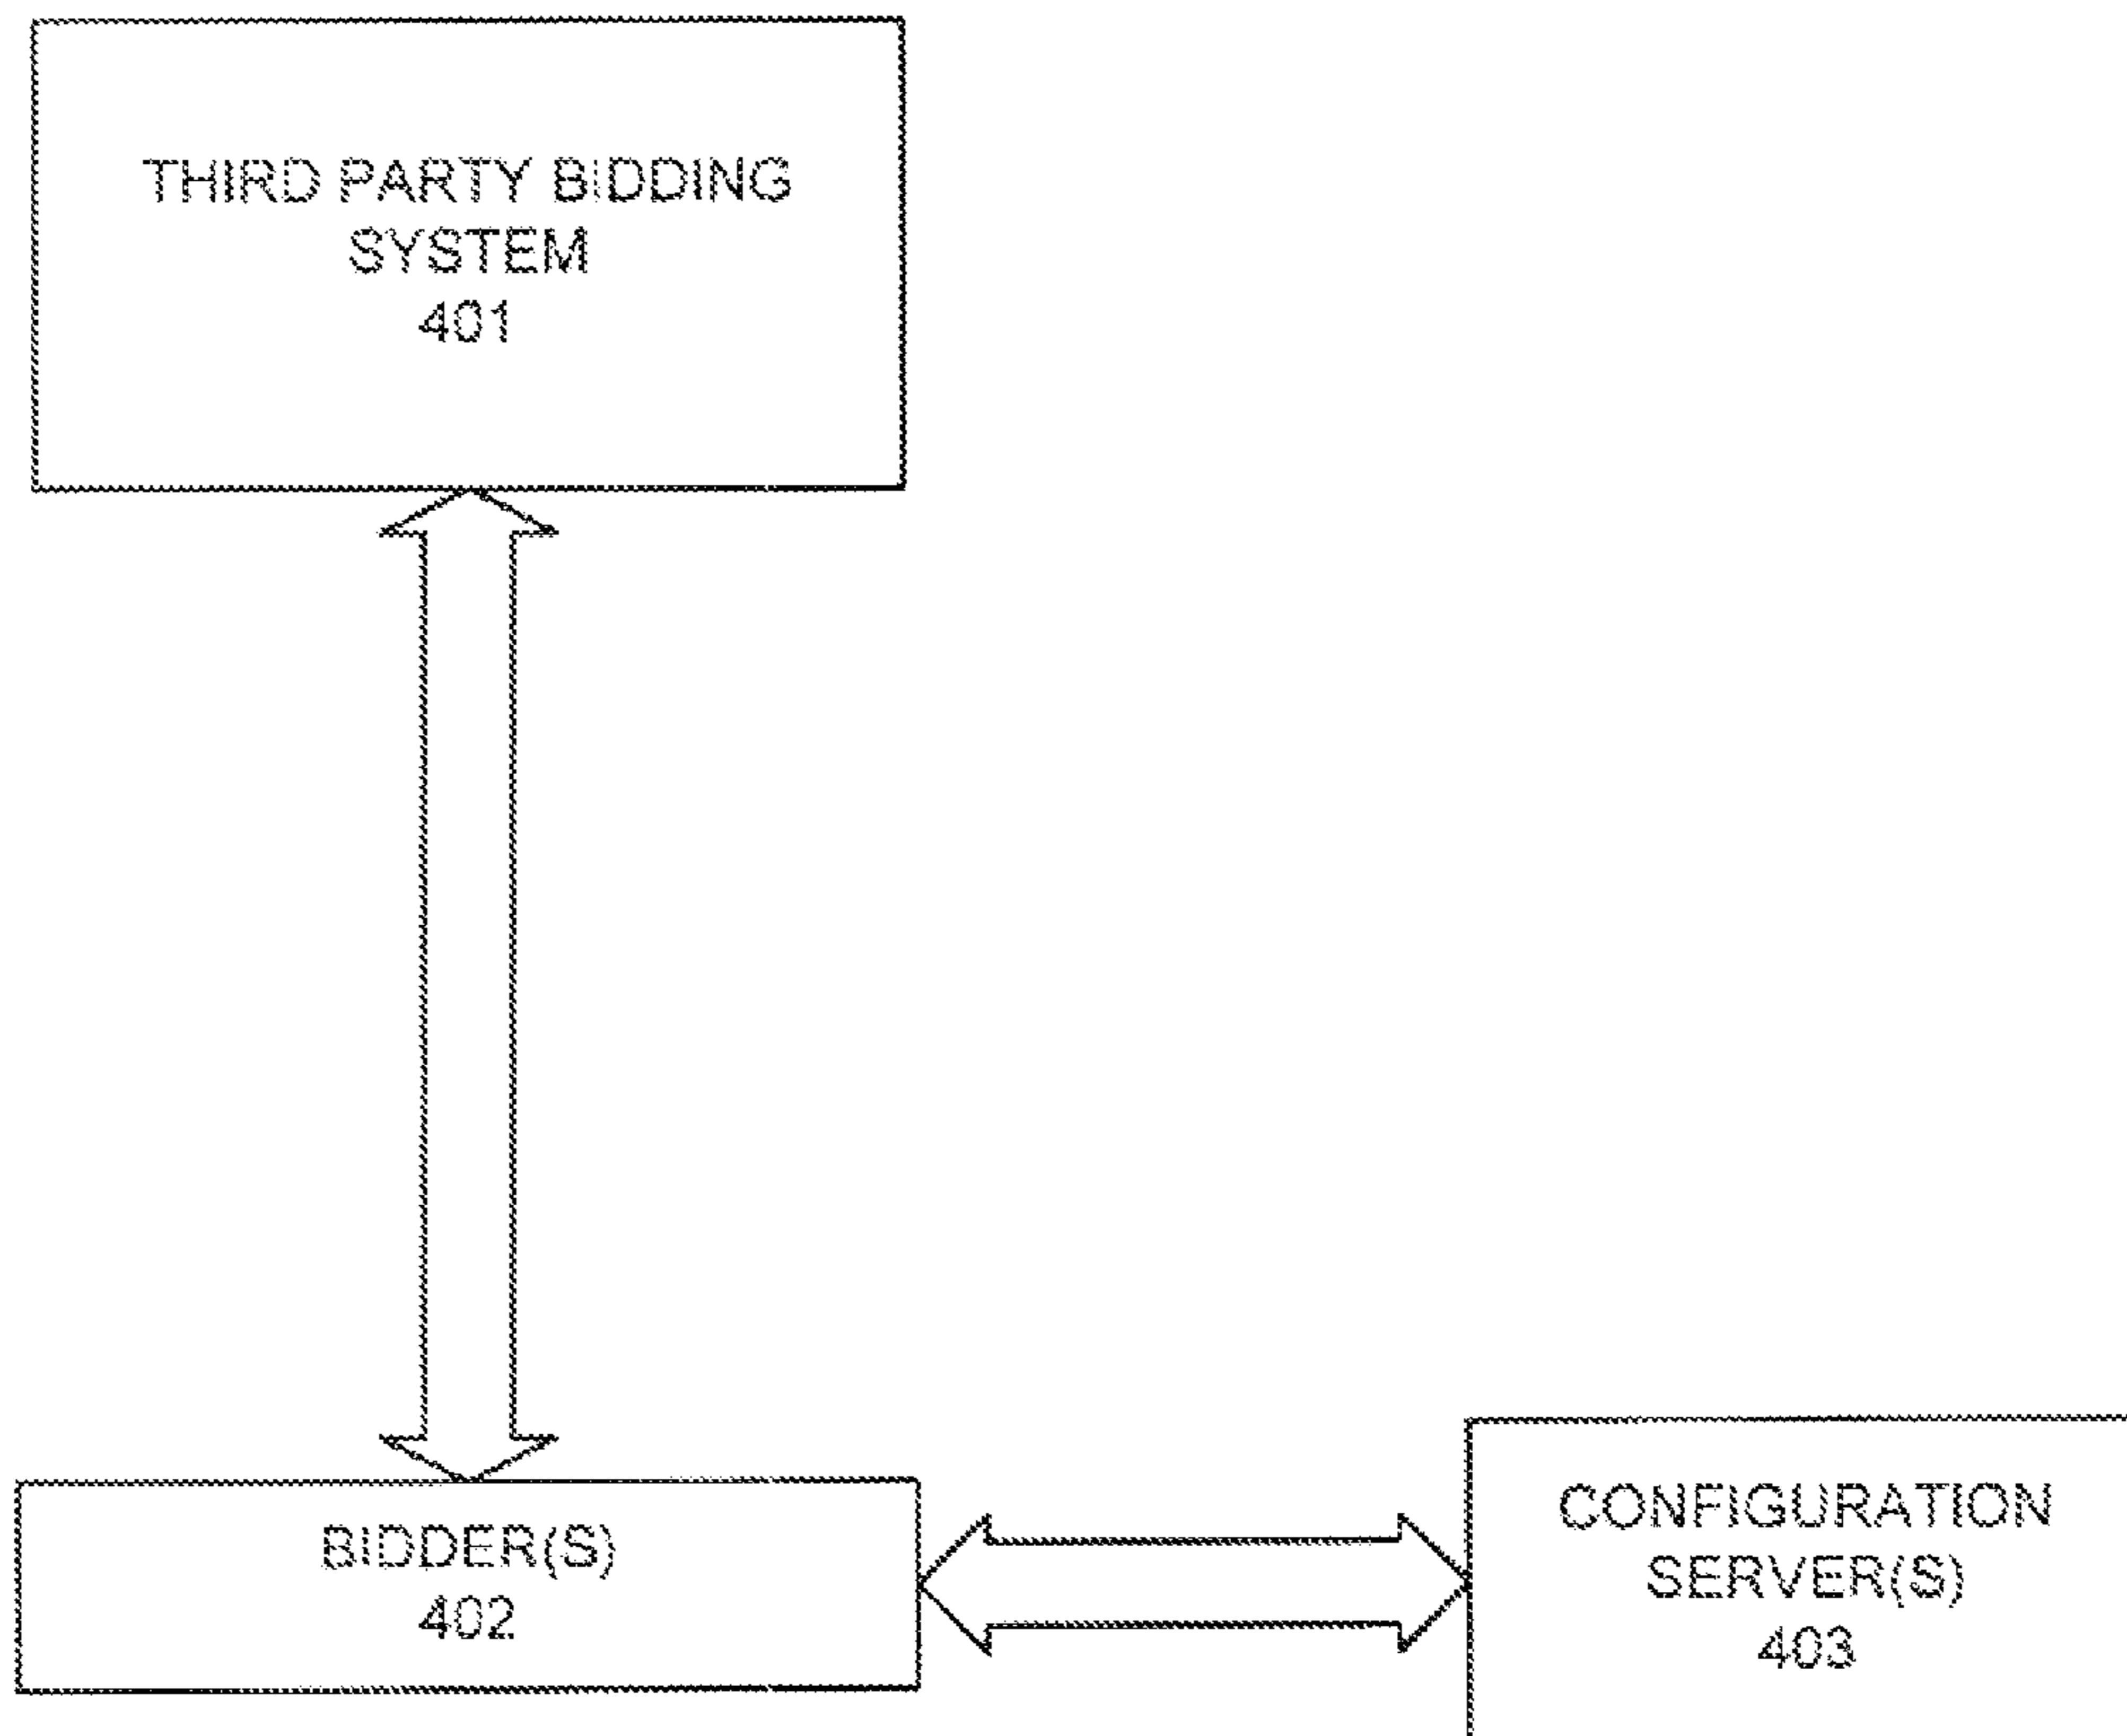 THIRD PARTY BIDDING
SYSTEM
401
BIDDER(S)
402
CONFIGURATION
SERVER(S)
403